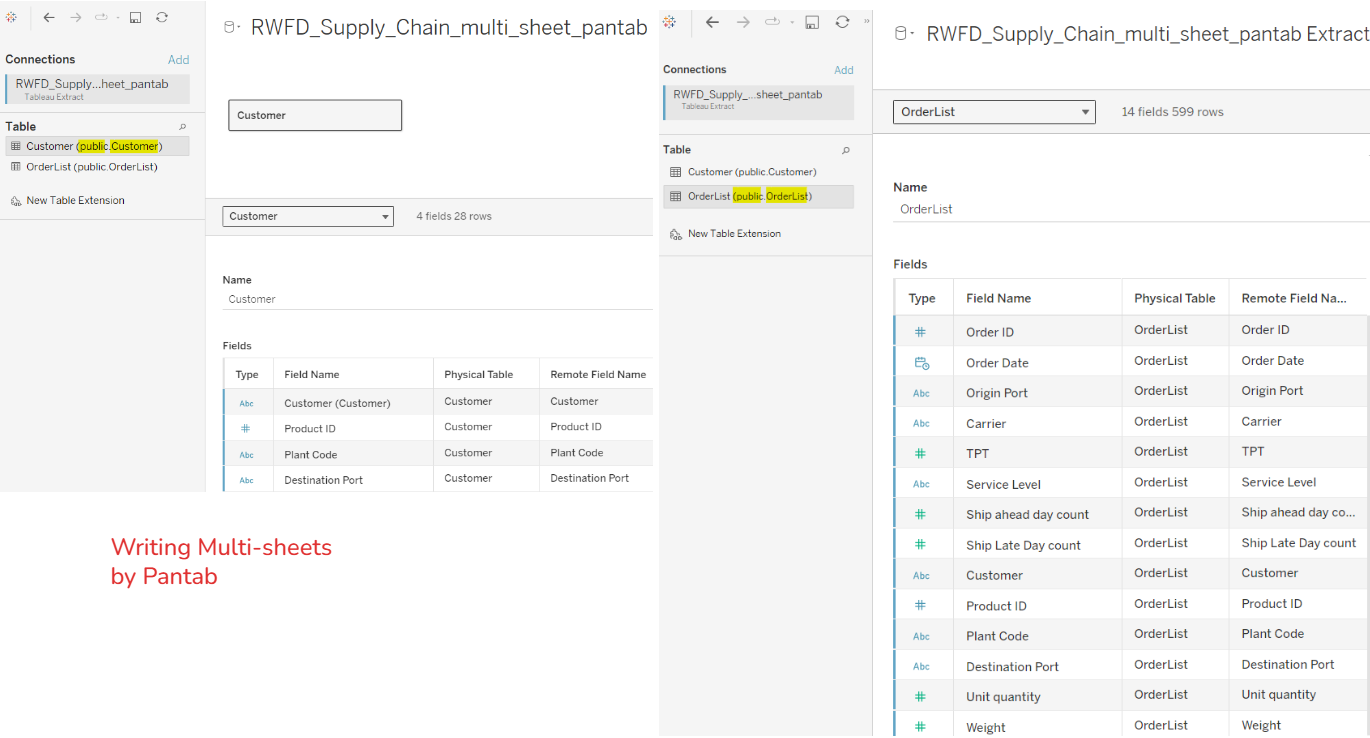 RWFD_Supply_Chain_multi_sheet_pantab
Connections
Add
RWFD_Supply...heet_pantab
Tableau Extract
Table
Customer (public.Customer)
OrderList (public.OrderList)
New Table Extension
Customer
Customer
4 fields 28 rows
Name
Customer
Fields
Type Field Name Physical Table Remote Field Name
Abc Customer (Customer) Customer Customer
# Product ID Customer Product ID
Abc Plant Code Customer Plant Code
Abc Destination Port Customer Destination Port
Writing Multi-sheets
by Pantab
RWFD_Supply_Chain_multi_sheet_pantab Extract
»
Connections
Add
RWFD_Supply_...sheet_pantab
Tableau Extract
Table
Customer (public.Customer)
OrderList (public.OrderList)
New Table Extension
OrderList
14 fields 599 rows
Name
OrderList
Fields
Type Field Name Physical Table Remote Field Na...
# Order ID OrderList Order ID
Order Date OrderList Order Date
Abc Origin Port OrderList Origin Port
Abc Carrier OrderList Carrier
# TPT OrderList TPT
Abc Service Level OrderList Service Level
# Ship ahead day count OrderList Ship ahead day co...
# Ship Late Day count OrderList Ship Late Day count
Abc Customer OrderList Customer
# Product ID OrderList Product ID
Abc Plant Code OrderList Plant Code
Abc Destination Port OrderList Destination Port
# Unit quantity OrderList Unit quantity
# Weight OrderList Weight